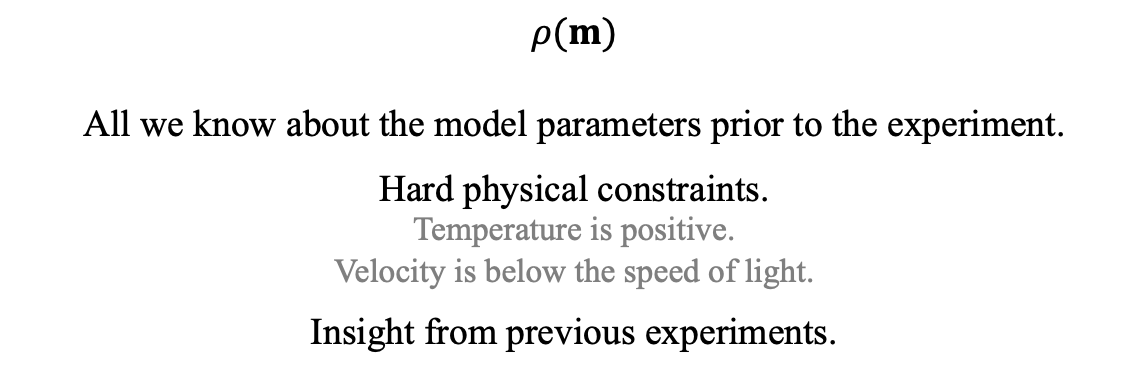 ρ(m)
All we know about the model parameters prior to the experiment.
Hard physical constraints.
Temperature is positive.
Velocity is below the speed of light.
Insight from previous experiments.